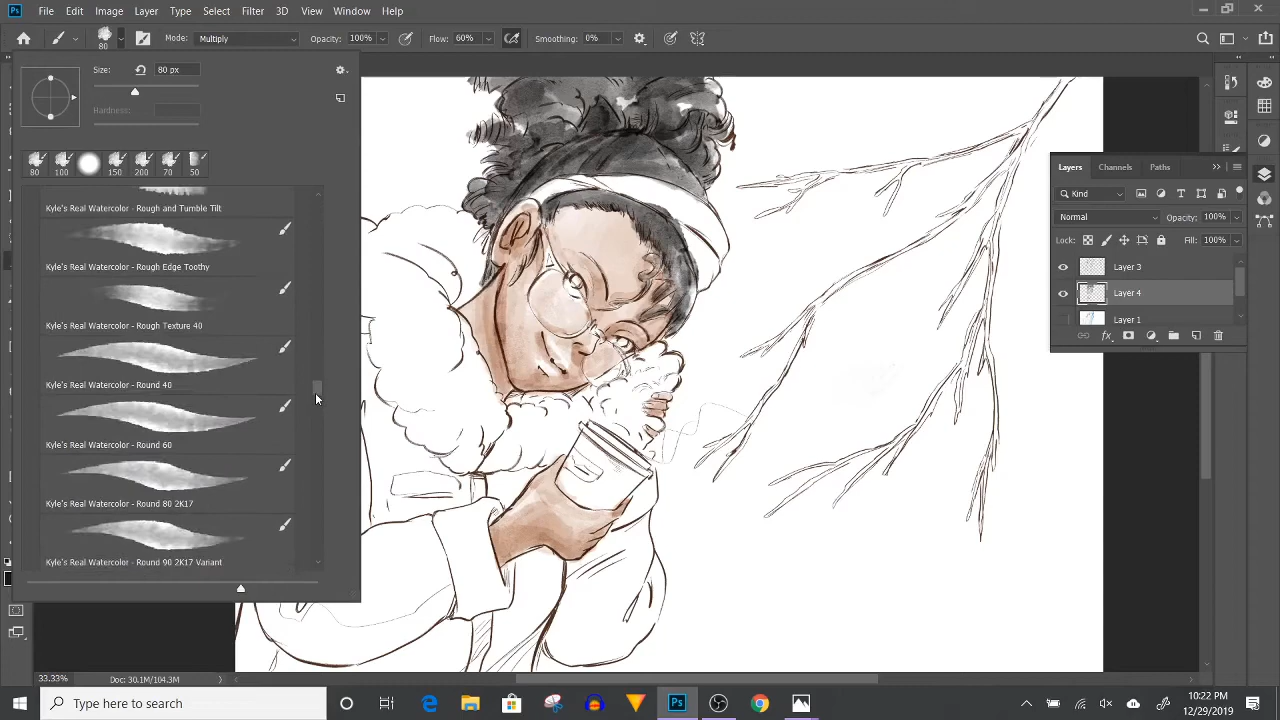 Ps File Edit Image Layer Type Select Filter 3D View Window Help
80 Mode: Multiply Opacity: 100% Flow: 60% Smoothing: 0%
Size: 80 px
Hardness:
80 100 150 200 70 50
Kyle's Real Watercolor - Rough and Tumble Tilt
Kyle's Real Watercolor - Rough Edge Toothy
Kyle's Real Watercolor - Rough Texture 40
Kyle's Real Watercolor - Round 40
Kyle's Real Watercolor - Round 60
Kyle's Real Watercolor - Round 80 2K17
Kyle's Real Watercolor - Round 90 2K17 Variant
Layers Channels Paths
Kind
Normal Opacity: 100%
Lock: Fill: 100%
Layer 3
Layer 4
Layer 1
fx
33.33% Doc: 30.1M/104.3M
Type here to search
Ps
10:22 PM
12/29/2019